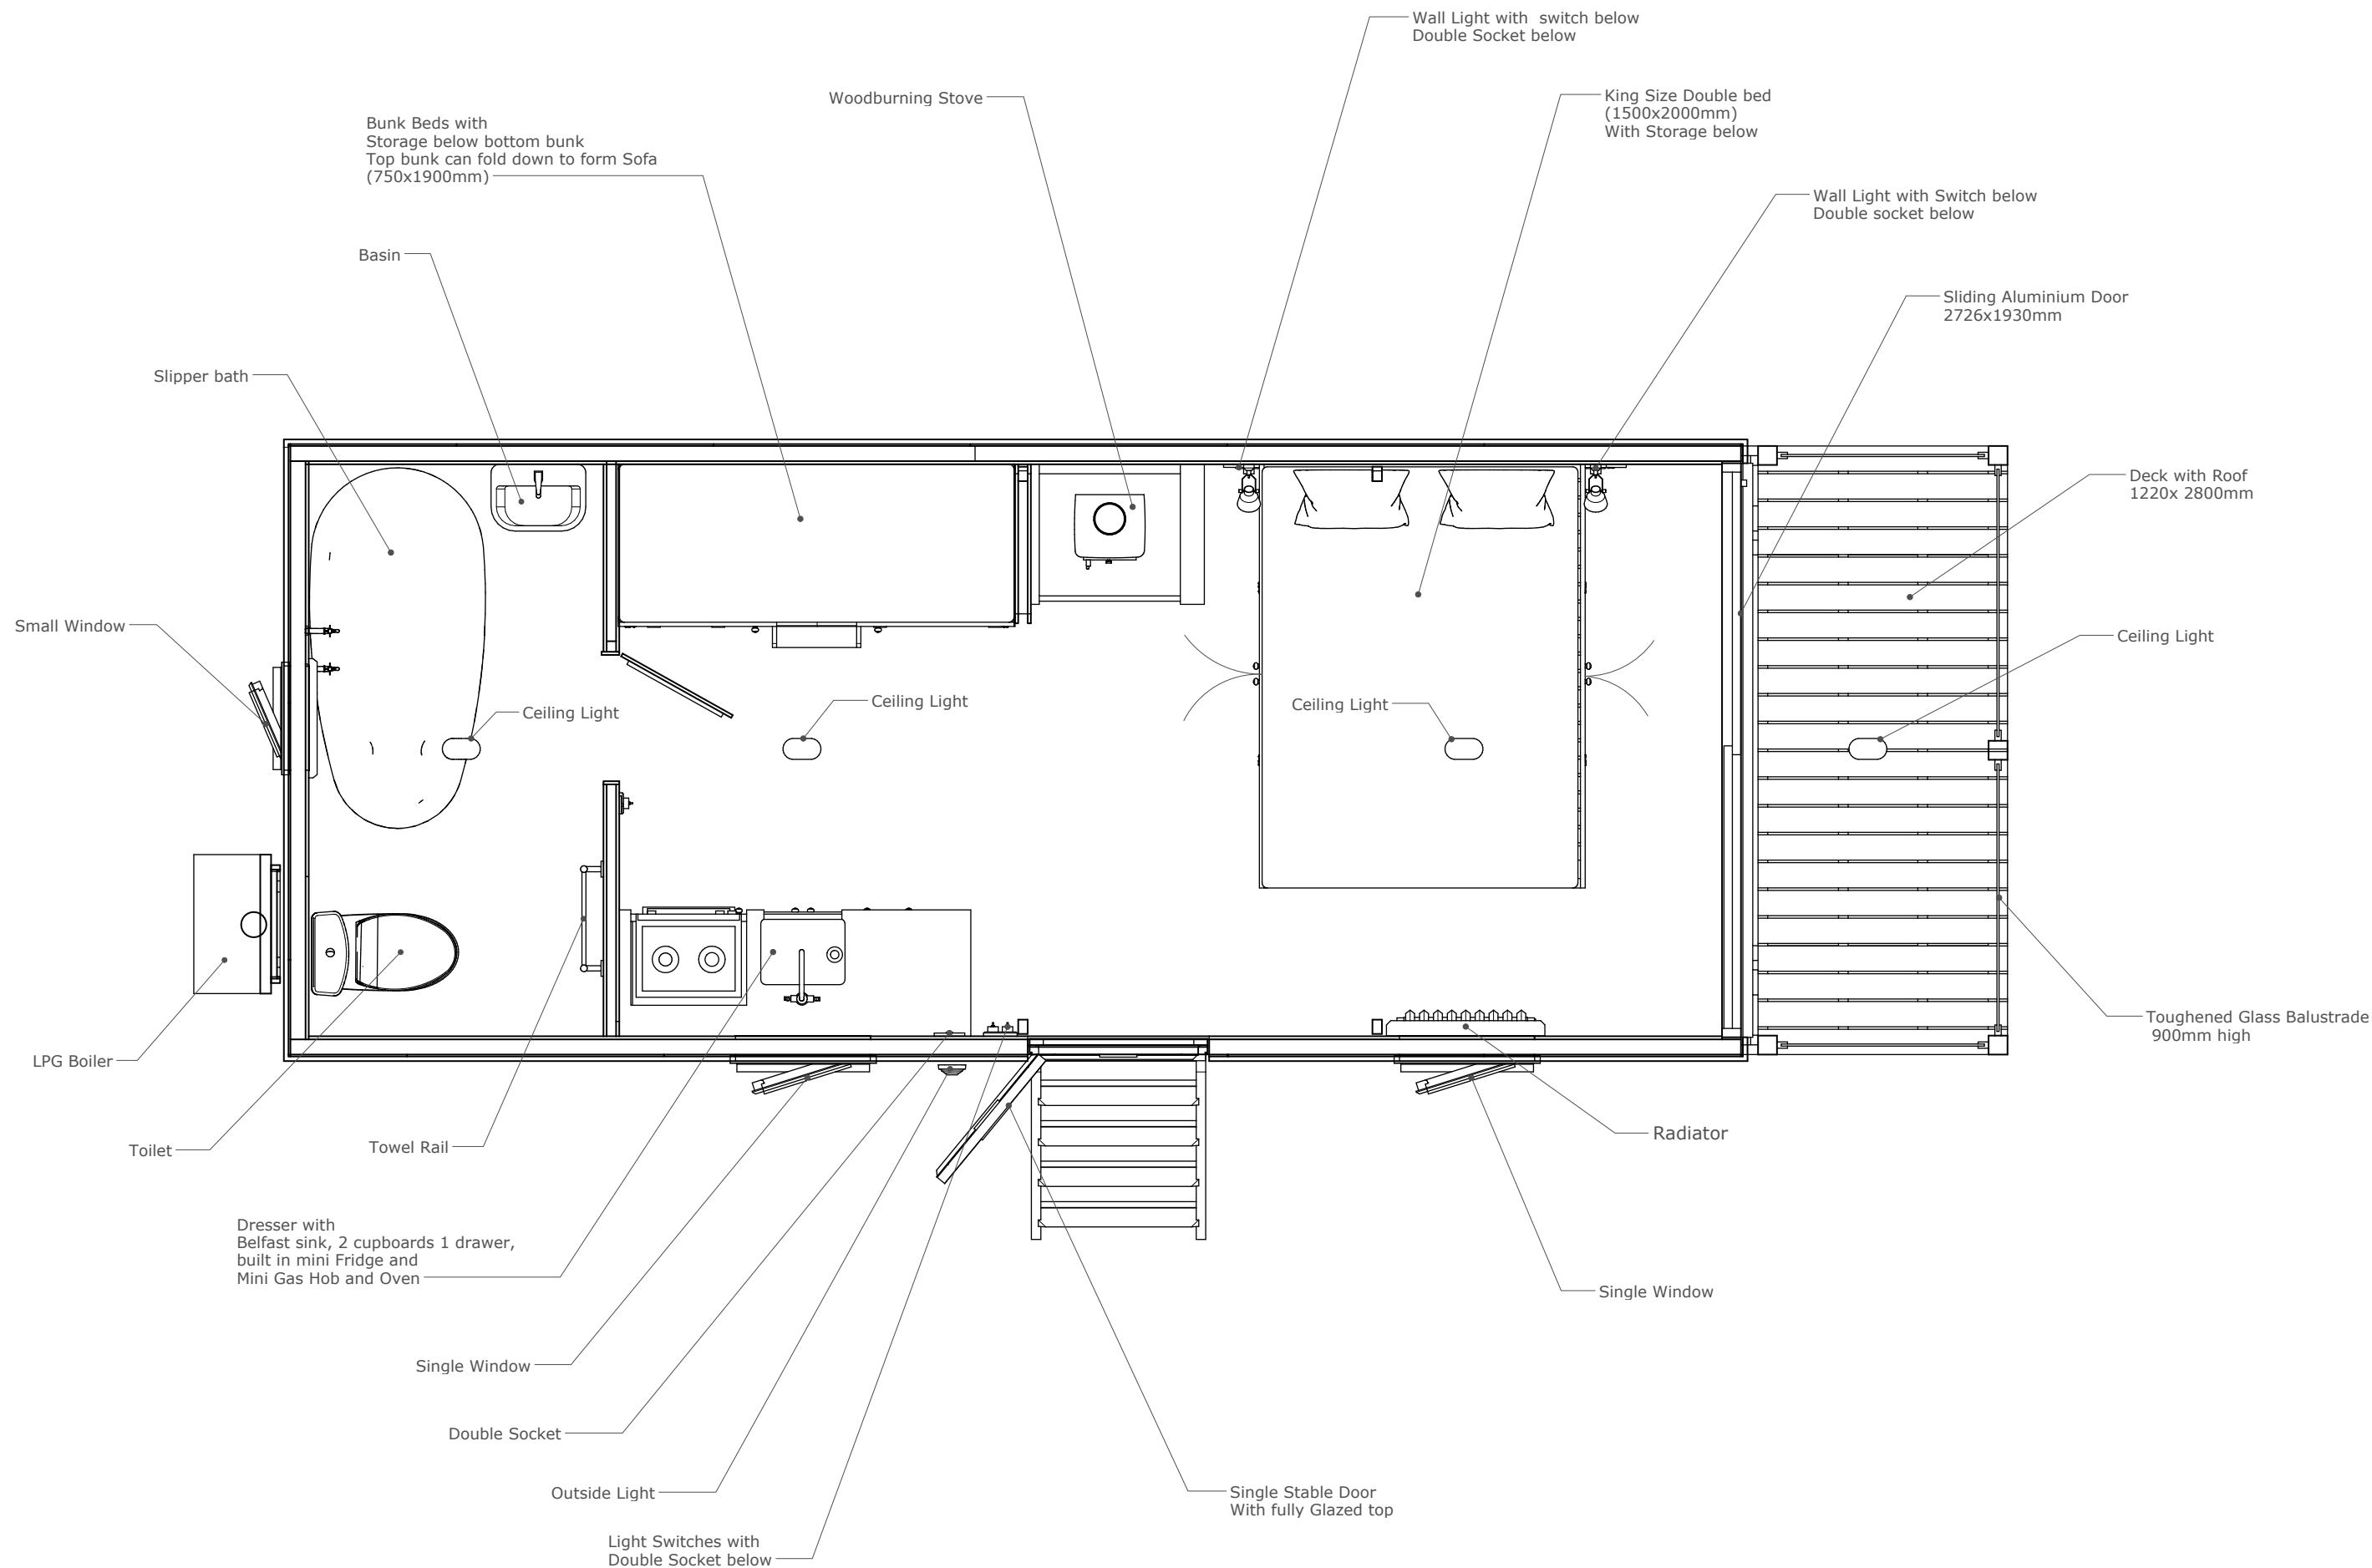 Wall Light with  switch below
Double Socket below
Woodburning Stove
King Size Double bed
(1500x2000mm)
With Storage below
Bunk Beds with
Storage below bottom bunk
Top bunk can fold down to form Sofa
(750x1900mm)
Wall Light with Switch below
Double socket below
Basin
Sliding Aluminium Door
2726x1930mm
Slipper bath
Deck with Roof
1220x 2800mm
Small Window
Ceiling Light
Ceiling Light
Ceiling Light
Ceiling Light
Toughened Glass Balustrade
900mm high
LPG Boiler
Toilet
Towel Rail
Radiator
Dresser with
Belfast sink, 2 cupboards 1 drawer,
built in mini Fridge and
Mini Gas Hob and Oven
Single Window
Single Window
Double Socket
Outside Light
Single Stable Door
With fully Glazed top
Light Switches with
Double Socket below